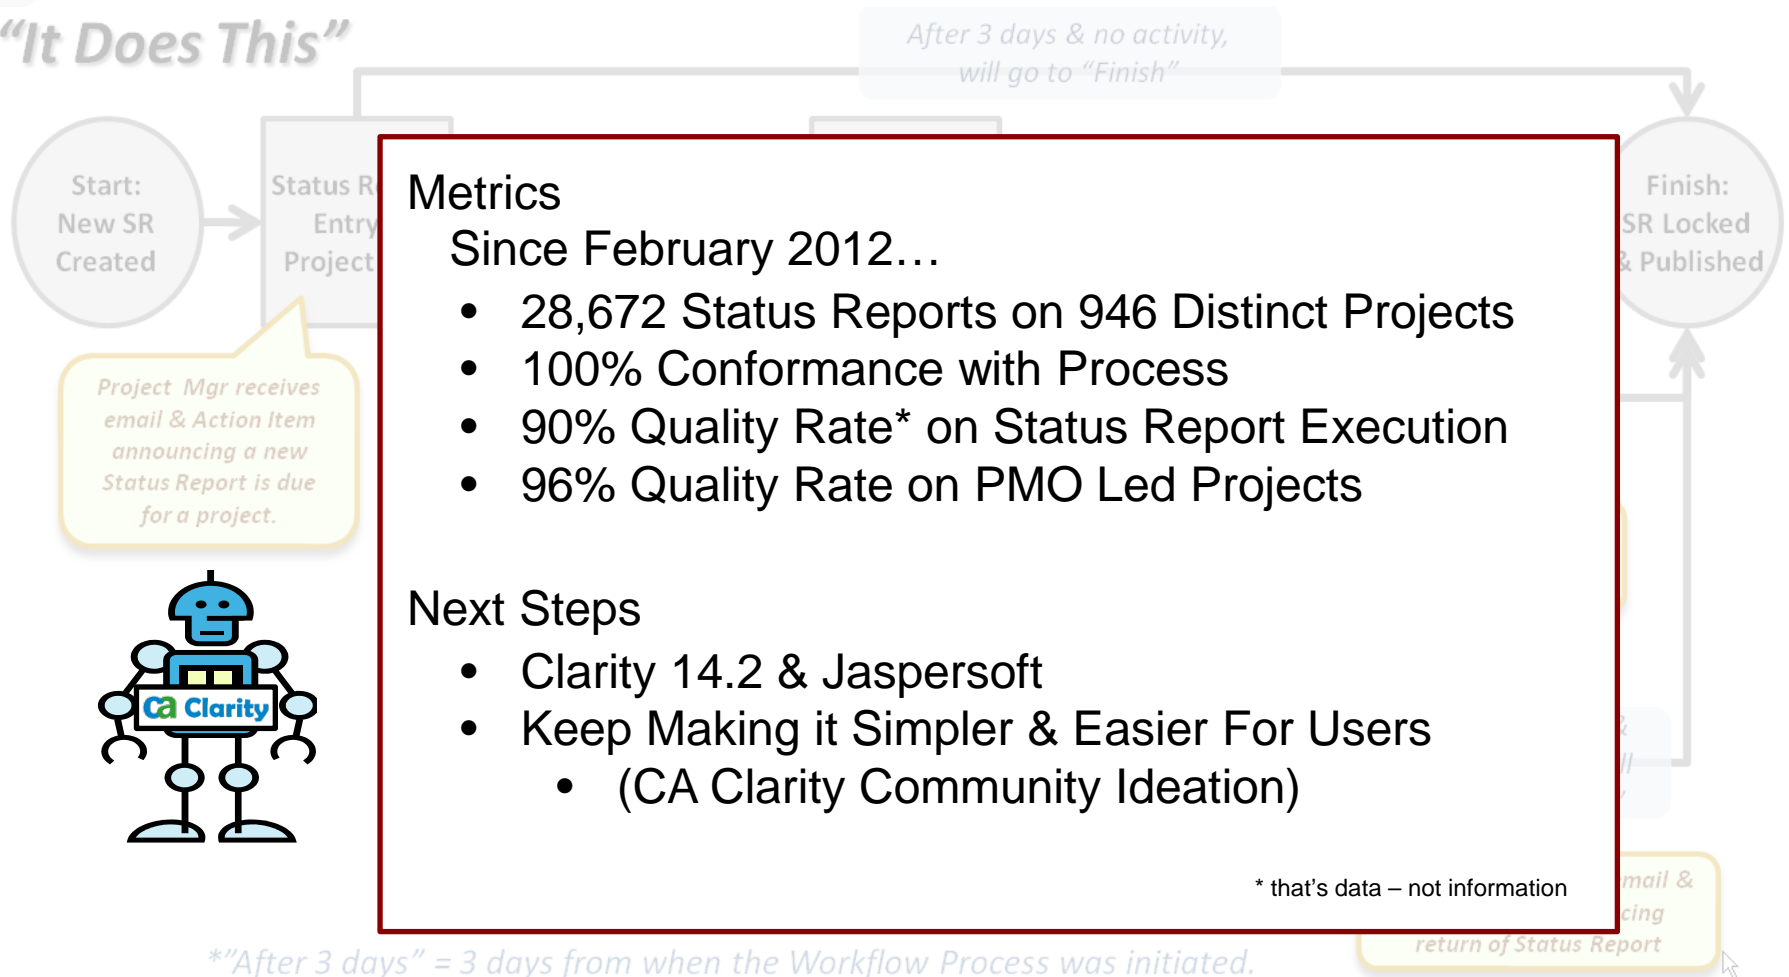 “It Does This”
After 3 days & no activity,
will go to “Finish”
Start:
New SR
Created
Status
Entry
Project
Finish:
SR Locked
& Published
Project Mgr receives
email & Action Item
announcing a new
Status Report is due
for a project.
CA Clarity
Metrics
Since February 2012…
• 28,672 Status Reports on 946 Distinct Projects
• 100% Conformance with Process
• 90% Quality Rate* on Status Report Execution
• 96% Quality Rate on PMO Led Projects
Next Steps
• Clarity 14.2 & Jaspersoft
• Keep Making it Simpler & Easier For Users
• (CA Clarity Community Ideation)
* that’s data – not information
&
return of Status Report
*”After 3 days” = 3 days from when the Workflow Process was initiated.